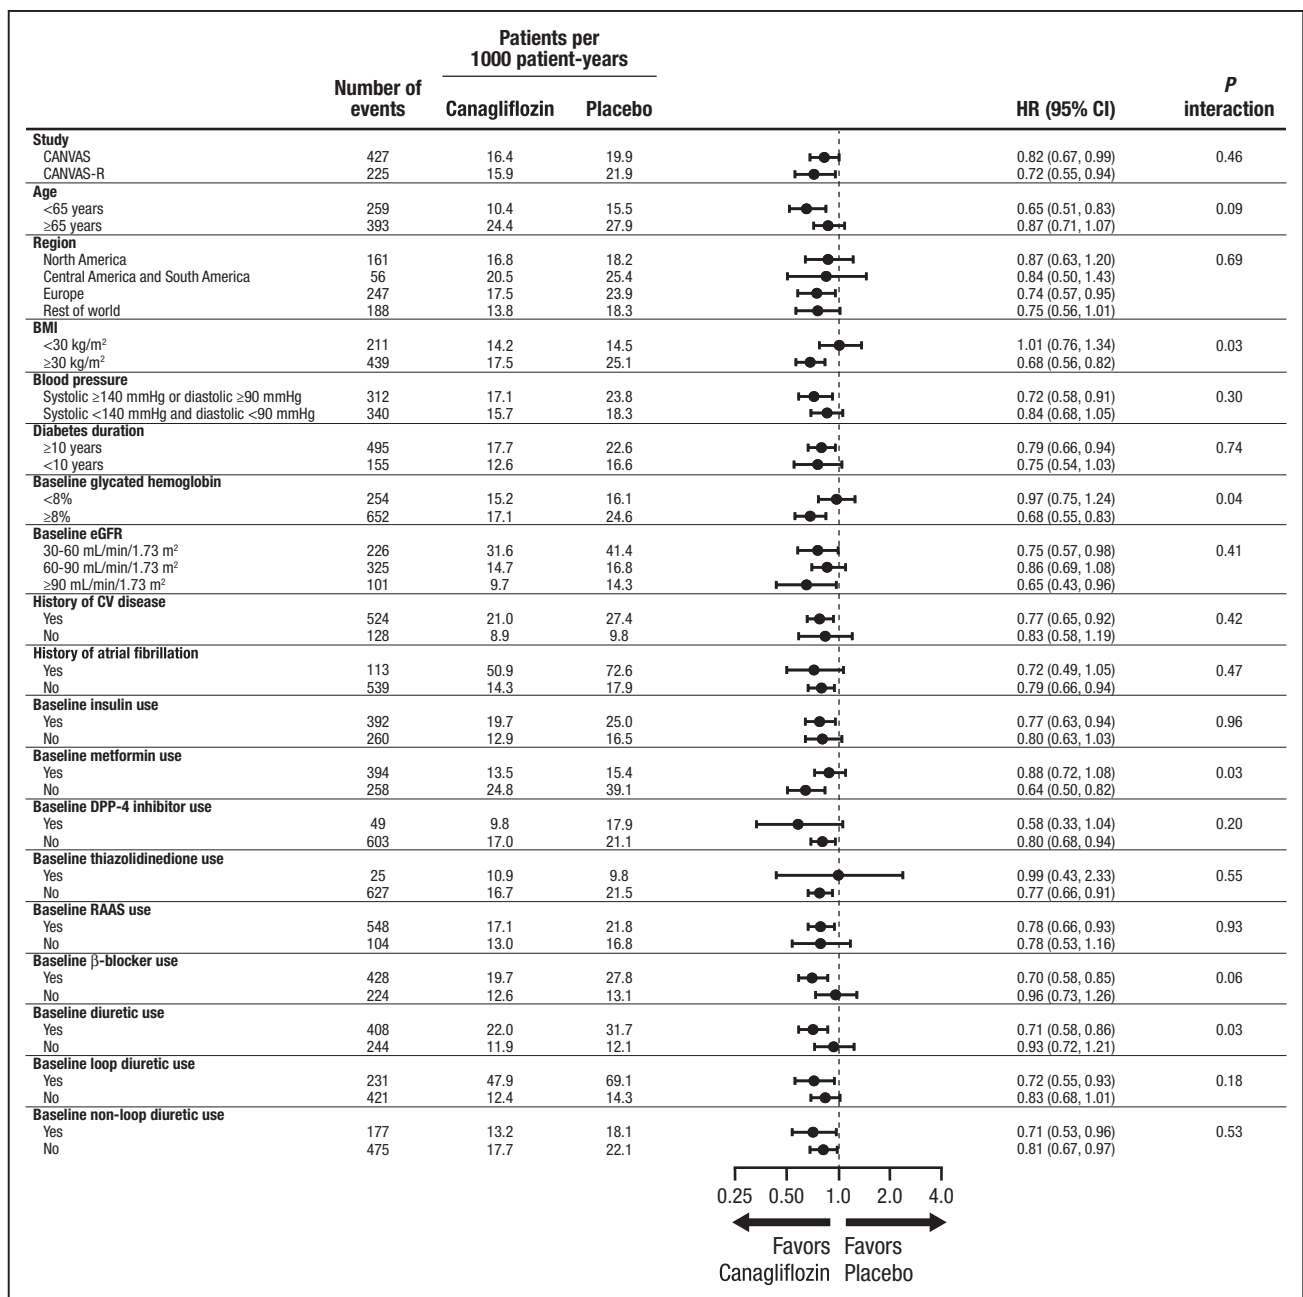 Patients per
1000 patient-years
Number of events Canagliflozin Placebo HR (95% CI) P interaction
Study
CANVAS 427 16.4 19.9 0.82 (0.67, 0.99) 0.46
CANVAS-R 225 15.9 21.9 0.72 (0.55, 0.94)
Age
<65 years 259 10.4 15.5 0.65 (0.51, 0.83) 0.09
≥65 years 393 24.4 27.9 0.87 (0.71, 1.07)
Region
North America 161 16.8 18.2 0.87 (0.63, 1.20) 0.69
Central America and South America 56 20.5 25.4 0.84 (0.50, 1.43)
Europe 247 17.5 23.9 0.74 (0.57, 0.95)
Rest of world 188 13.8 18.3 0.75 (0.56, 1.01)
BMI
<30 kg/m² 211 14.2 14.5 1.01 (0.76, 1.34) 0.03
≥30 kg/m² 439 17.5 25.1 0.68 (0.56, 0.82)
Blood pressure
Systolic ≥140 mmHg or diastolic ≥90 mmHg 312 17.1 23.8 0.72 (0.58, 0.91) 0.30
Systolic <140 mmHg and diastolic <90 mmHg 340 15.7 18.3 0.84 (0.68, 1.05)
Diabetes duration
≥10 years 495 17.7 22.6 0.79 (0.66, 0.94) 0.74
<10 years 155 12.6 16.6 0.75 (0.54, 1.03)
Baseline glycated hemoglobin
<8% 254 15.2 16.1 0.97 (0.75, 1.24) 0.04
≥8% 652 17.1 24.6 0.68 (0.55, 0.83)
Baseline eGFR
30-60 mL/min/1.73 m² 226 31.6 41.4 0.75 (0.57, 0.98) 0.41
60-90 mL/min/1.73 m² 325 14.7 16.8 0.86 (0.69, 1.08)
≥90 mL/min/1.73 m² 101 9.7 14.3 0.65 (0.43, 0.96)
History of CV disease
Yes 524 21.0 27.4 0.77 (0.65, 0.92) 0.42
No 128 8.9 9.8 0.83 (0.58, 1.19)
History of atrial fibrillation
Yes 113 50.9 72.6 0.72 (0.49, 1.05) 0.47
No 539 14.3 17.9 0.79 (0.66, 0.94)
Baseline insulin use
Yes 392 19.7 25.0 0.77 (0.63, 0.94) 0.96
No 260 12.9 16.5 0.80 (0.63, 1.03)
Baseline metformin use
Yes 394 13.5 15.4 0.88 (0.72, 1.08) 0.03
No 258 24.8 39.1 0.64 (0.50, 0.82)
Baseline DPP-4 inhibitor use
Yes 49 9.8 17.9 0.58 (0.33, 1.04) 0.20
No 603 17.0 21.1 0.80 (0.68, 0.94)
Baseline thiazolidinedione use
Yes 25 10.9 9.8 0.99 (0.43, 2.33) 0.55
No 627 16.7 21.5 0.77 (0.66, 0.91)
Baseline RAAS use
Yes 548 17.1 21.8 0.78 (0.66, 0.93) 0.93
No 104 13.0 16.8 0.78 (0.53, 1.16)
Baseline β-blocker use
Yes 428 19.7 27.8 0.70 (0.58, 0.85) 0.06
No 224 12.6 13.1 0.96 (0.73, 1.26)
Baseline diuretic use
Yes 408 22.0 31.7 0.71 (0.58, 0.86) 0.03
No 244 11.9 12.1 0.93 (0.72, 1.21)
Baseline loop diuretic use
Yes 231 47.9 69.1 0.72 (0.55, 0.93) 0.18
No 421 12.4 14.3 0.83 (0.68, 1.01)
Baseline non-loop diuretic use
Yes 177 13.2 18.1 0.71 (0.53, 0.96) 0.53
No 475 17.7 22.1 0.81 (0.67, 0.97)
0.25 0.50 1.0 2.0 4.0
Favors Favors
Canagliflozin Placebo